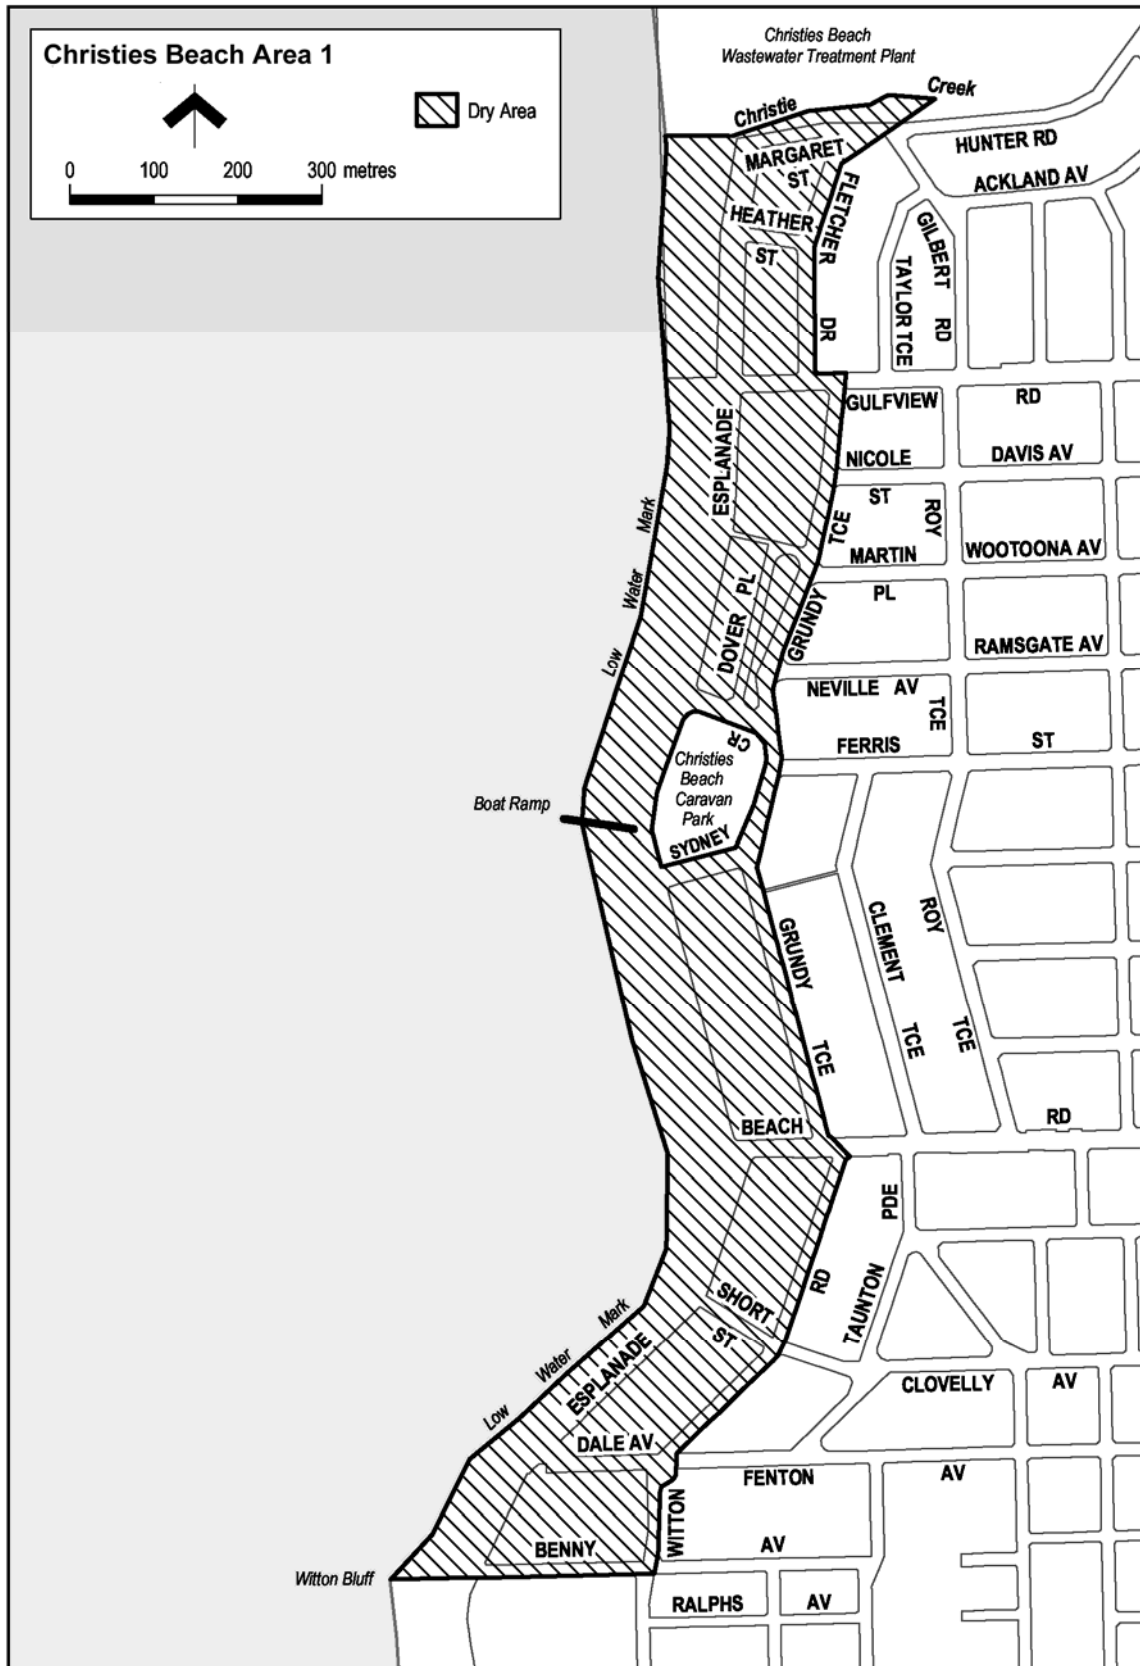 Christies Beach Area 1
Dry Area
0 100 200 300 metres
Christies Beach
Wastewater Treatment Plant
Christie Creek
HUNTER RD
ACKLAND AV
MARGARET
ST
HEATHER
ST
FLETCHER
DR
GILBERT
RD
TAYLOR TCE
GULFVIEW RD
NICOLE
ST
DAVIS AV
ESPLANADE
ROY
TCE
MARTIN
PL
WOOTOONA AV
Low Water Mark
DOVER PL
GRUNDY
TCE
RAMSGATE AV
NEVILLE AV
FERRIS ST
CR
Christies
Beach
Caravan
Park
SYDNEY
Boat Ramp
GRUNDY
TCE
CLEMENT
TCE
ROY
TCE
BEACH
RD
PDE
TAUNTON
RD
SHORT
ST
Low Water Mark
ESPLANADE
CLOVELLY AV
DALE AV
FENTON AV
WITTON
BENNY
AV
Witton Bluff
RALPHS AV